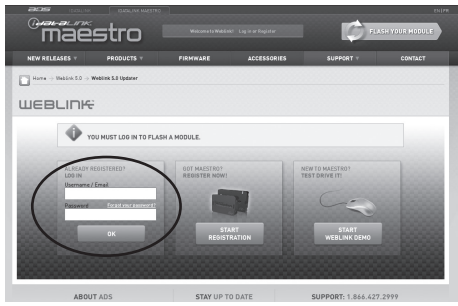 ads
iDATALINK MAESTRO
EN | FR
iDatalink
maestro
Welcome to Weblink! Log in or Register
FLASH YOUR MODULE
NEW RELEASES PRODUCTS FIRMWARE ACCESSORIES SUPPORT CONTACT
Home Weblink 5.0 Weblink 5.0 Updater
WEBLINK
YOU MUST LOG IN TO FLASH A MODULE.
ALREADY REGISTERED?
LOG IN
Username / Email
Password Forgot your password?
OK
GOT MAESTRO?
REGISTER NOW!
START
REGISTRATION
NEW TO MAESTRO?
TEST DRIVE IT!
START
WEBLINK DEMO
ABOUT ADS STAY UP TO DATE SUPPORT: 1.866.427.2999